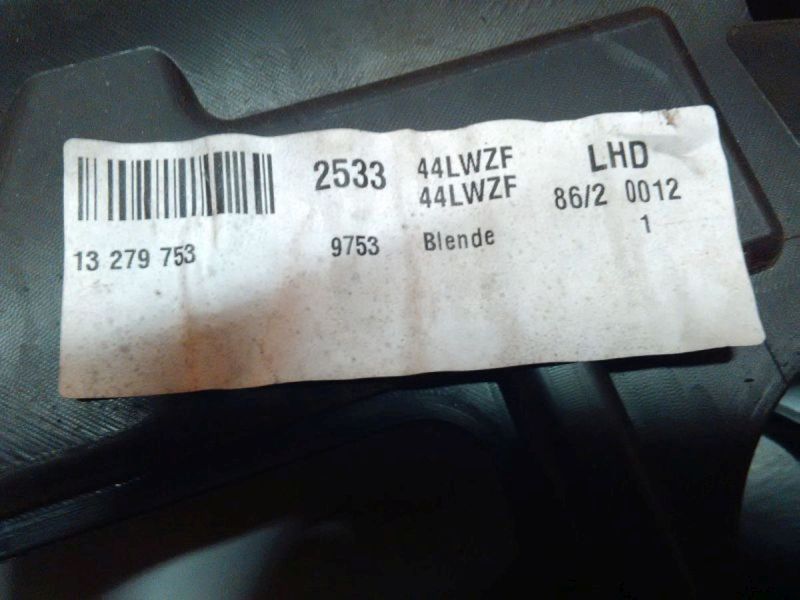 2533 44LWZF LHD
44LWZF 86/2 0012
13 279 753 9753 Blende 1